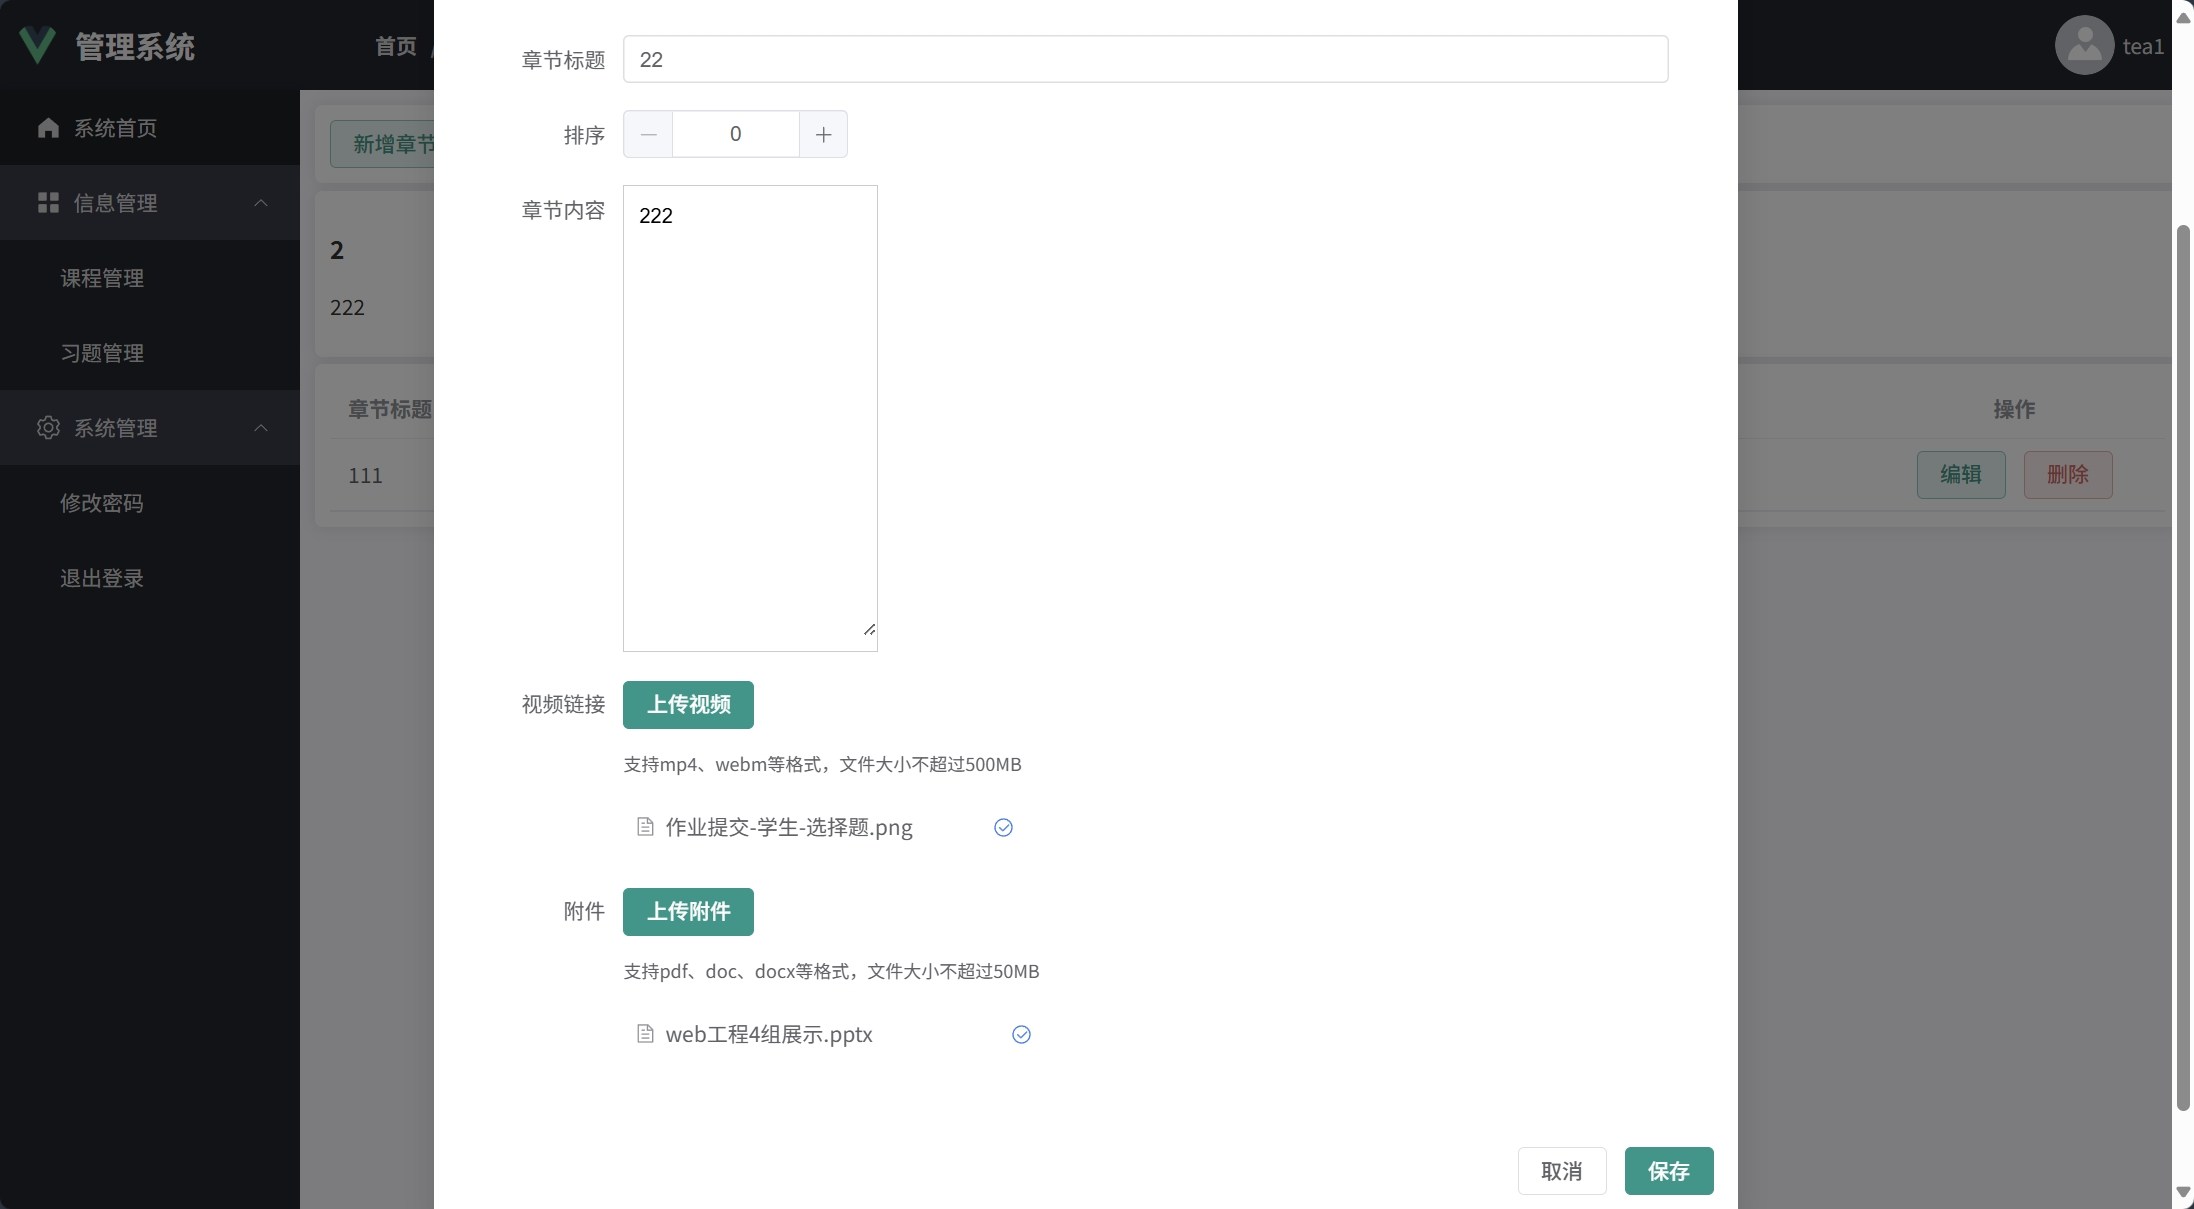 管理系统
首页 /
tea1
系统首页
信息管理
课程管理
习题管理
系统管理
修改密码
退出登录
新增章节
2
222
章节标题
操作
111
编辑
删除
章节标题
22
排序
0
章节内容
222
视频链接
上传视频
支持mp4、webm等格式，文件大小不超过500MB
作业提交-学生-选择题.png
附件
上传附件
支持pdf、doc、docx等格式，文件大小不超过50MB
web工程4组展示.pptx
取消
保存